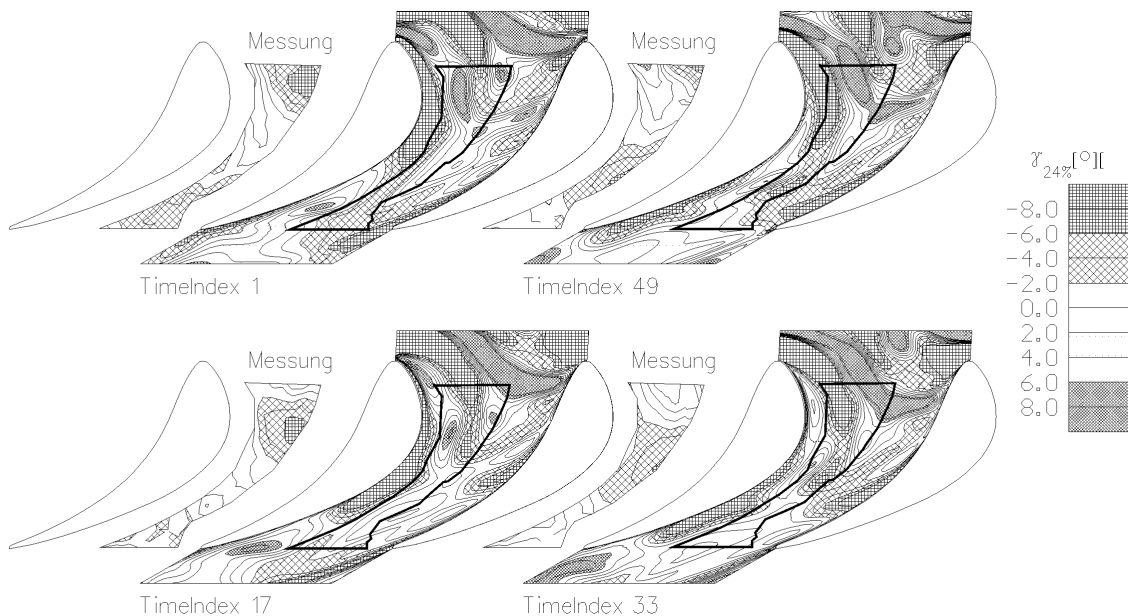 Messung
Messung
TimeIndex 1
TimeIndex 49
γ24%[°][
-8.0
-6.0
-4.0
-2.0
0.0
2.0
4.0
6.0
8.0
Messung
Messung
TimeIndex 17
TimeIndex 33